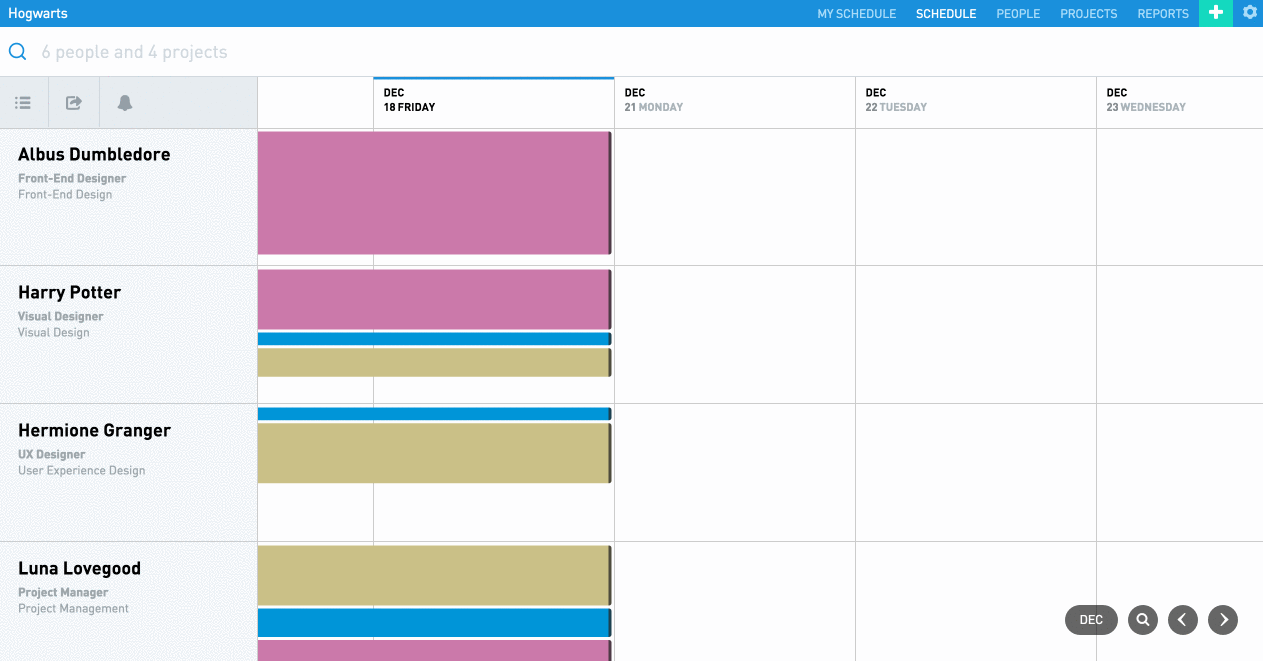 Hogwarts
MY SCHEDULE SCHEDULE PEOPLE PROJECTS REPORTS
6 people and 4 projects
DEC
18 FRIDAY
DEC
21 MONDAY
DEC
22 TUESDAY
DEC
23 WEDNESDAY
Albus Dumbledore
Front-End Designer
Front-End Design
Harry Potter
Visual Designer
Visual Design
Hermione Granger
UX Designer
User Experience Design
Luna Lovegood
Project Manager
Project Management
DEC